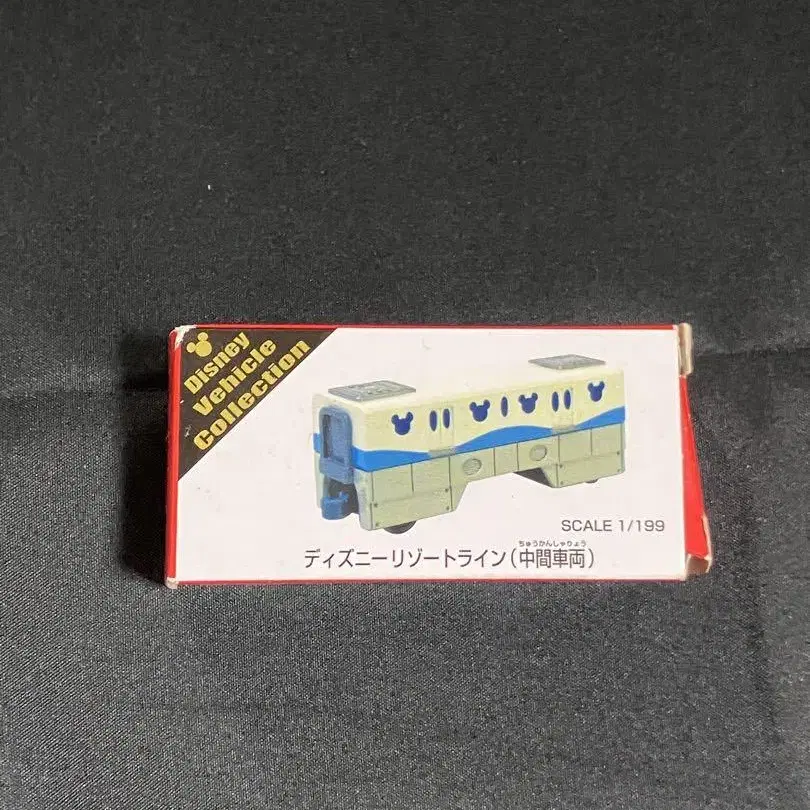 Disney
Vehicle
Collection
SCALE 1/199
ちゅうかんしゃりょう
ディズニーリゾートライン(中間車両)